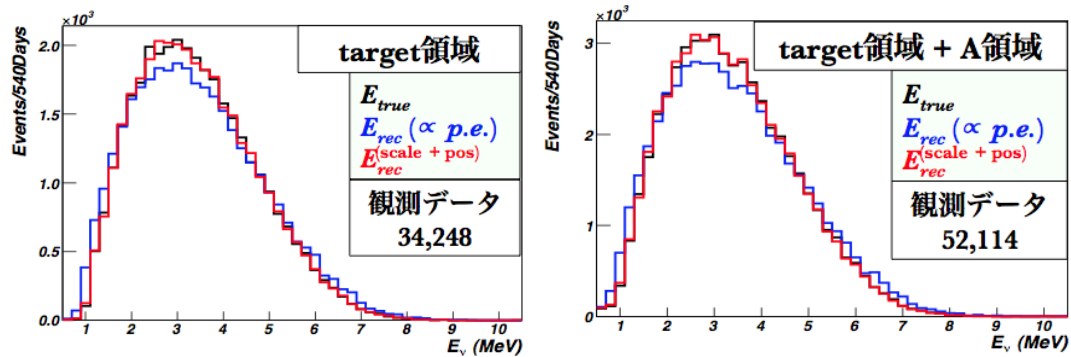 ×10³
Events/540Days
2.0
1.5
1.0
0.5
0.0
1 2 3 4 5 6 7 8 9 10
E_ν (MeV)
target領域
E_true
E_rec (∝ p.e.)
E_rec^(scale + pos)
観測データ
34,248
×10³
Events/540Days
3
2
1
0
1 2 3 4 5 6 7 8 9 10
E_ν (MeV)
target領域 + A領域
E_true
E_rec (∝ p.e.)
E_rec^(scale + pos)
観測データ
52,114